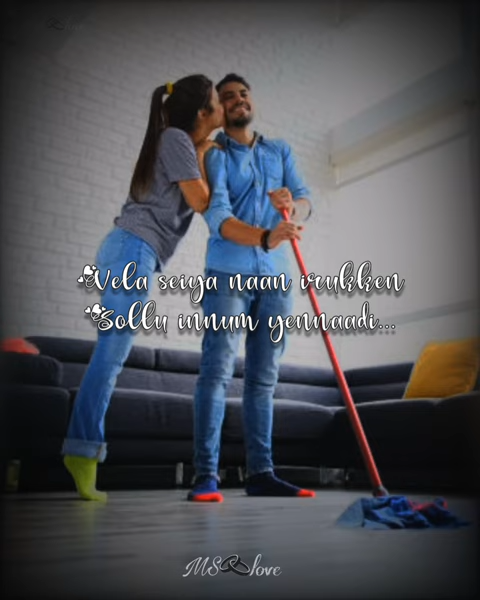 Vela seiya naan irukken
Sollu innum yennaadi...
MS love